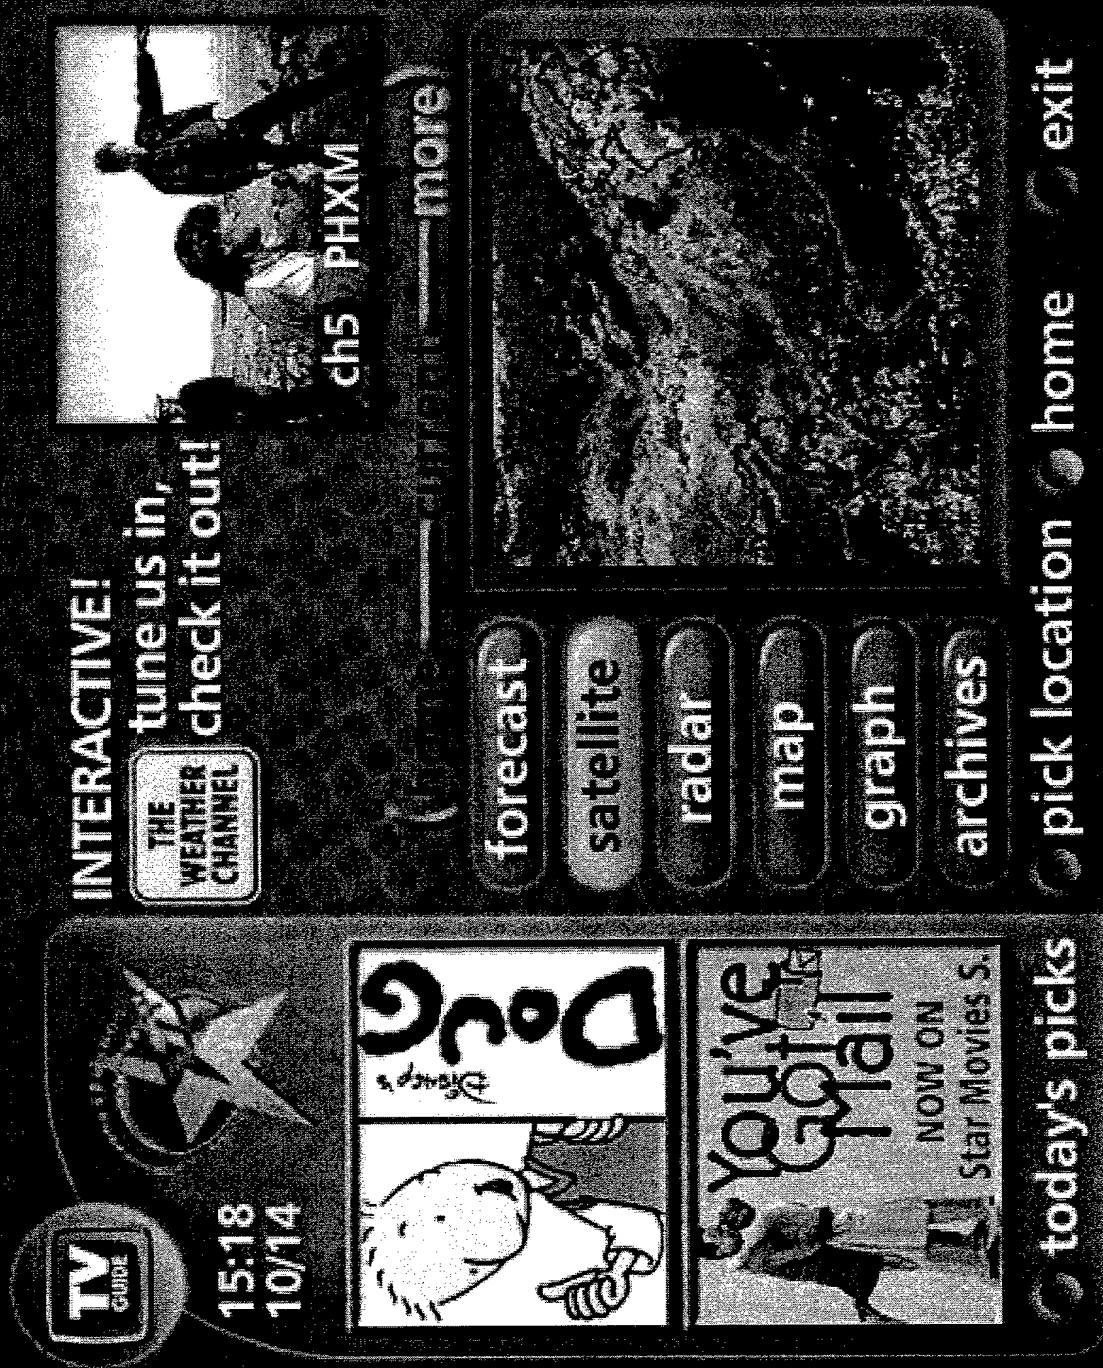 TV
GUIDE
15:18
10/14
DISNEY'S
DOUG
You've
Got
Mail
NOW ON
Star Movies S.
today's picks
INTERACTIVE!
THE
WEATHER
CHANNEL
tune us in,
check it out!
ch5 PHXM
current
more
forecast
satellite
radar
map
graph
archives
pick location
home
exit